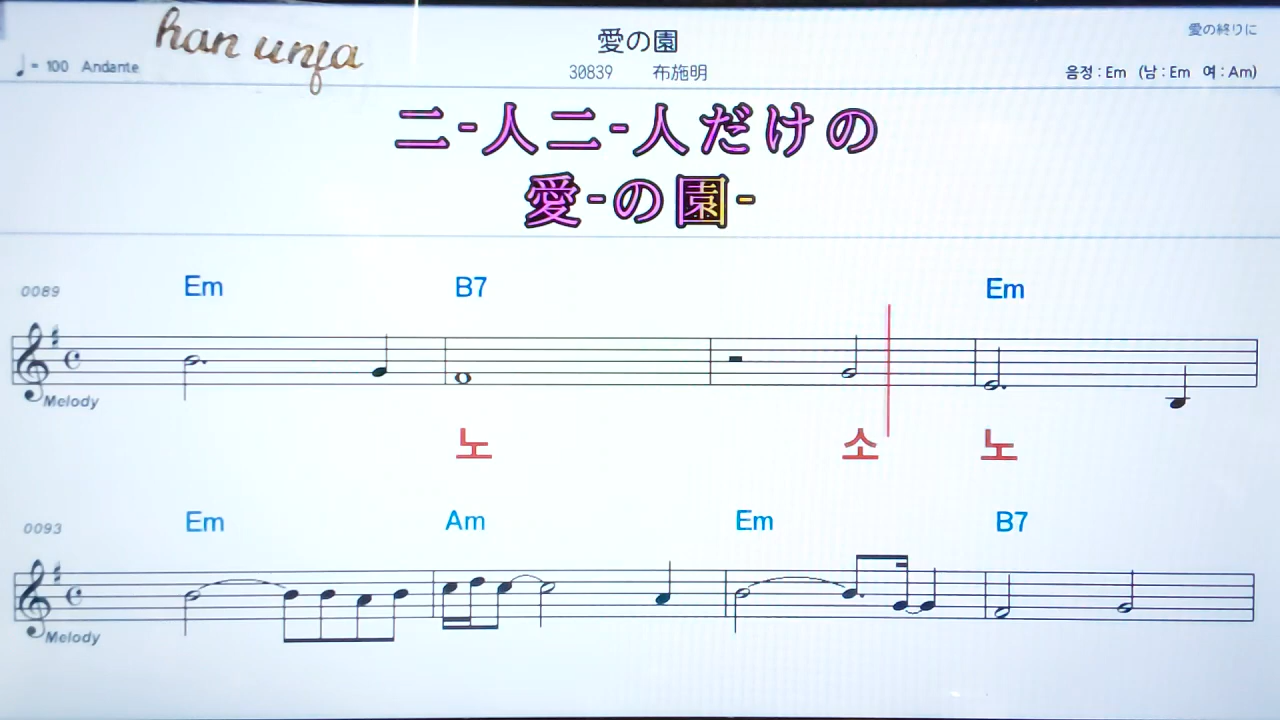 han unja
愛の園
愛の終りに
♩= 100 Andante
30839 布施明
음정 : Em (남 : Em 여 : Am)
二-人二-人だけの
愛-の園-
0089 Em B7 Em
Melody
노 소 노
0093 Em Am Em B7
Melody